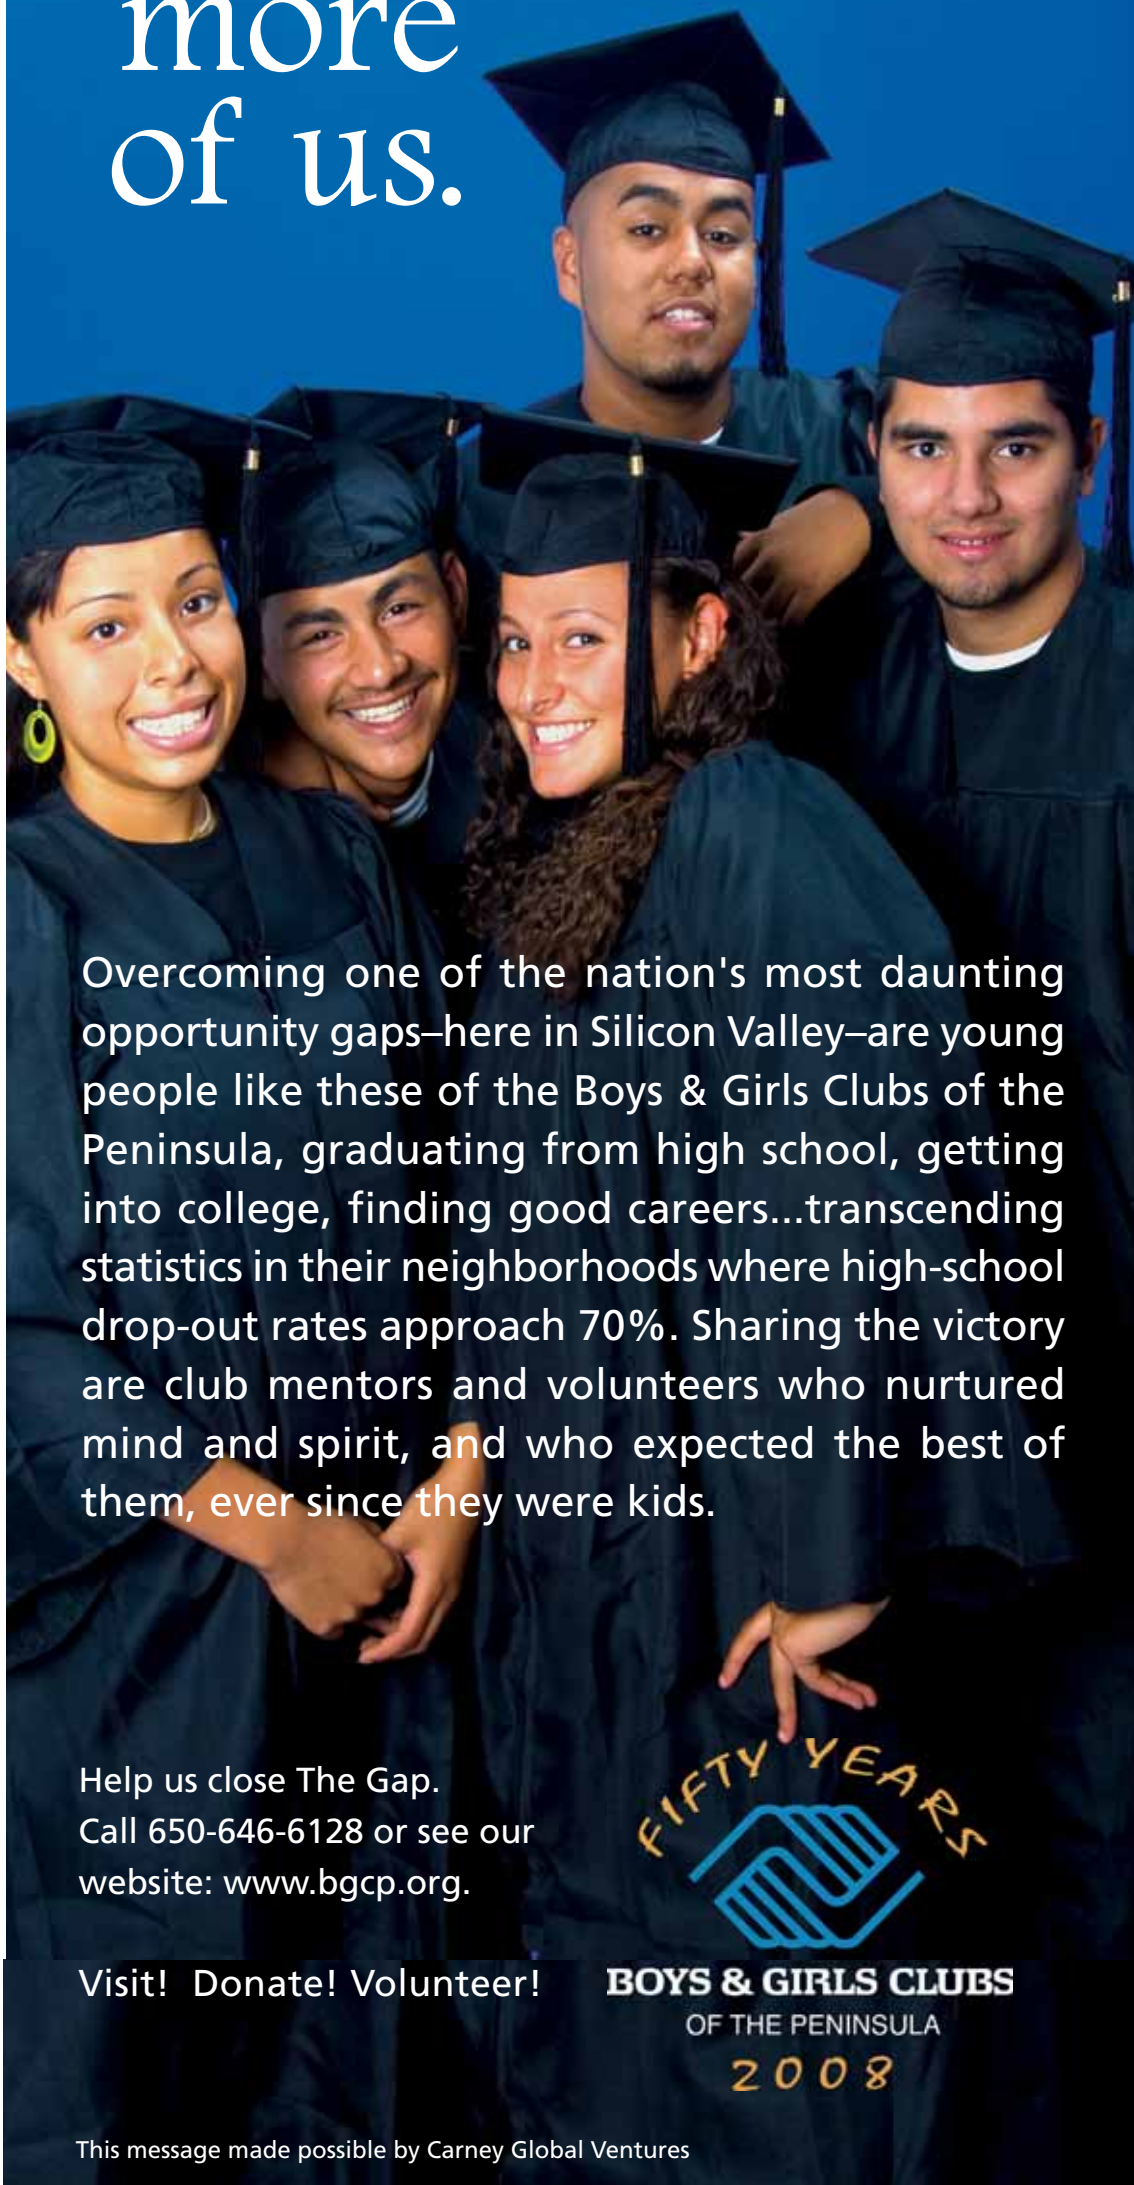 more
of us.
Overcoming one of the nation's most daunting
opportunity gaps–here in Silicon Valley–are young
people like these of the Boys & Girls Clubs of the
Peninsula, graduating from high school, getting
into college, finding good careers...transcending
statistics in their neighborhoods where high-school
drop-out rates approach 70%. Sharing the victory
are club mentors and volunteers who nurtured
mind and spirit, and who expected the best of
them, ever since they were kids.
Help us close The Gap.
Call 650-646-6128 or see our
website: www.bgcp.org.
Visit! Donate! Volunteer!
FIFTY YEARS
BOYS & GIRLS CLUBS
OF THE PENINSULA
2008
This message made possible by Carney Global Ventures